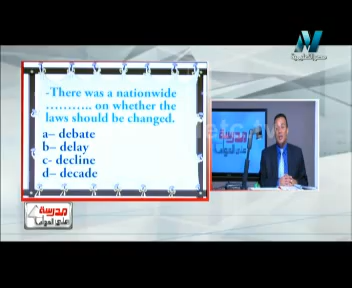 -There was a nationwide
........... on whether the
laws should be changed.
a– debate
b– delay
c- decline
d– decade
مدرسة
على الهواء